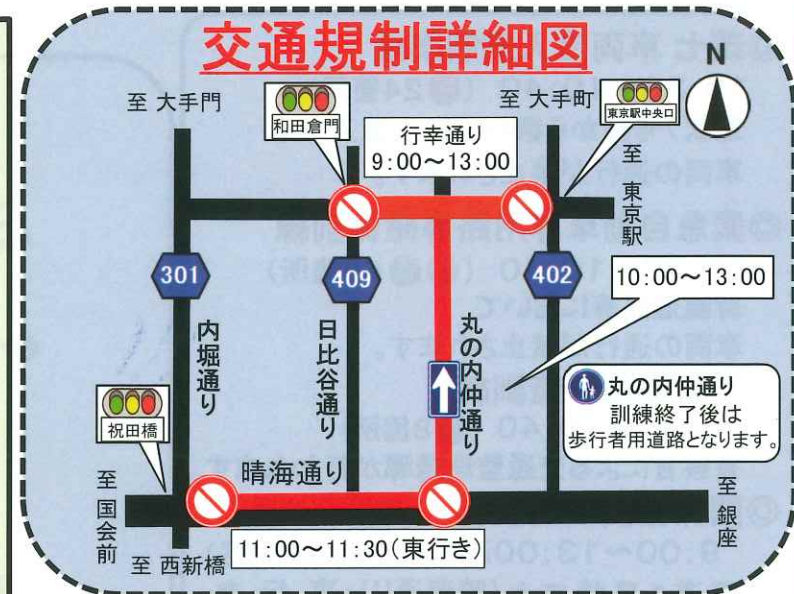 交通規制詳細図
N
至 大手門
和田倉門
行幸通り
9:00〜13:00
至 大手町
東京駅中央口
至 東京駅
301
409
402
10:00〜13:00
内堀通り
日比谷通り
丸の内仲通り
丸の内仲通り
訓練終了後は
歩行者用道路となります。
祝田橋
晴海通り
至 国会前
至 銀座
至 西新橋
11:00〜11:30(東行き)